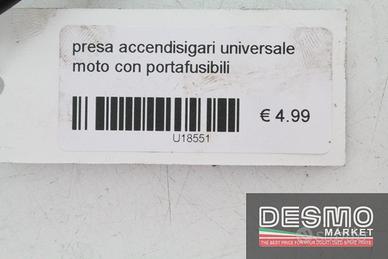 presa accendisigari universale
moto con portafusibili
€ 4.99
U18551
DESMO
MARKET
THE BEST PRICE FOR YOUR DUCATI USED SPARE PARTS